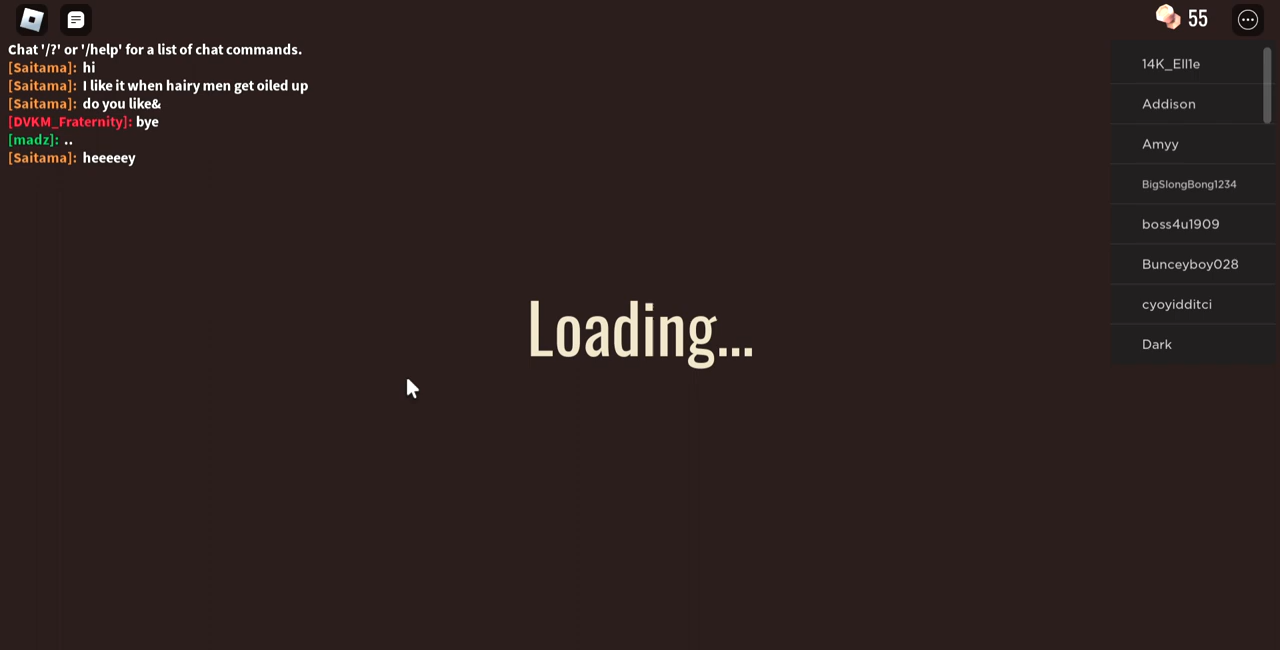 55
Chat '/?' or '/help' for a list of chat commands.
[Saitama]: hi
[Saitama]: I like it when hairy men get oiled up
[Saitama]: do you like&
[DVKM_Fraternity]: bye
[madz]: ..
[Saitama]: heeeeey
14K_Ell1e
Addison
Amyy
BigSlongBong1234
boss4u1909
Bunceyboy028
cyoyidditci
Dark
Loading...